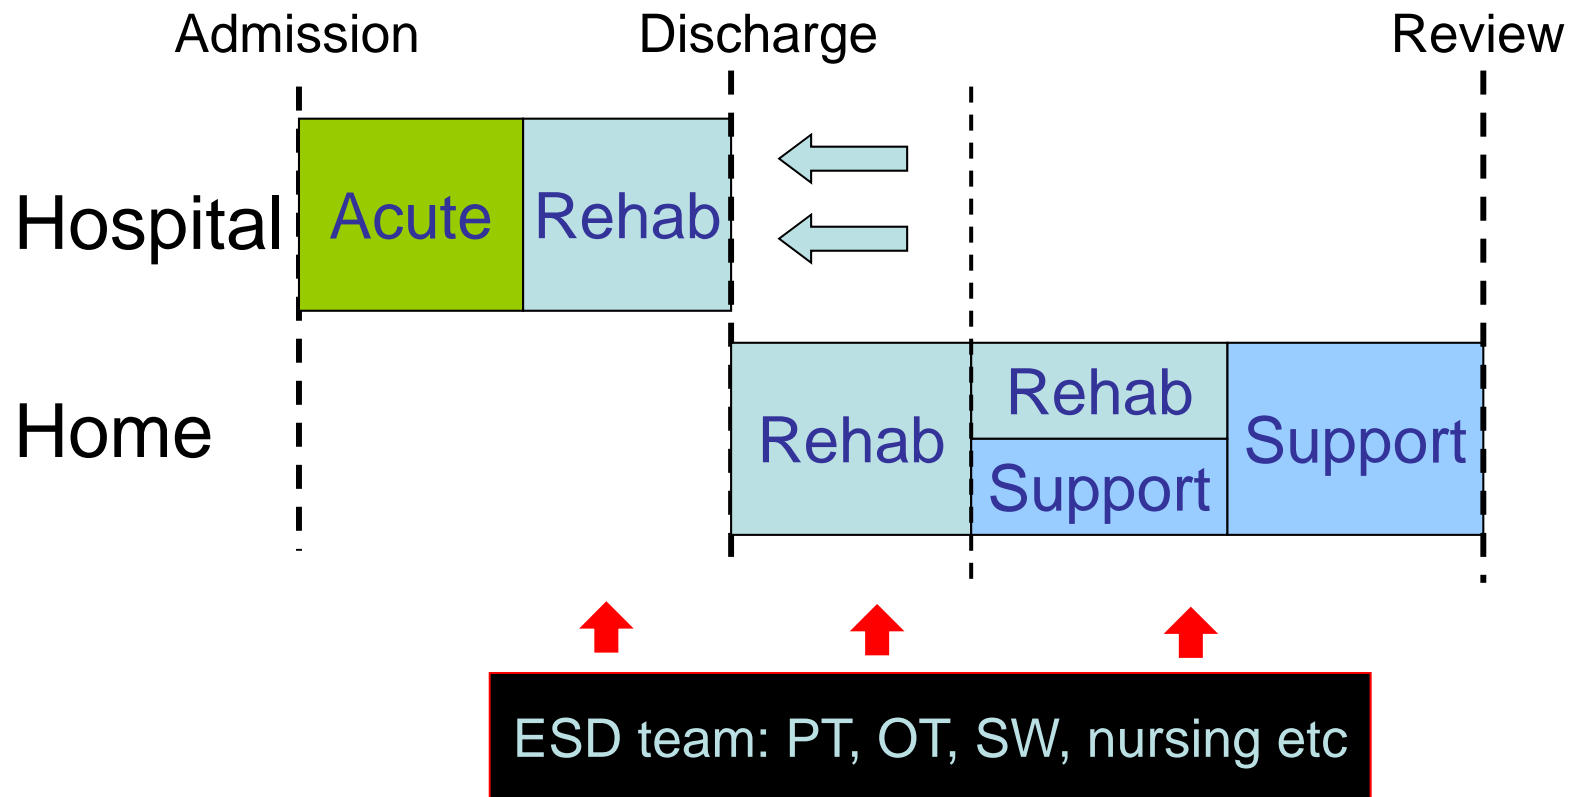 Admission
Discharge
Review
Hospital
Acute
Rehab
Home
Rehab
Rehab
Support
Support
ESD team: PT, OT, SW, nursing etc